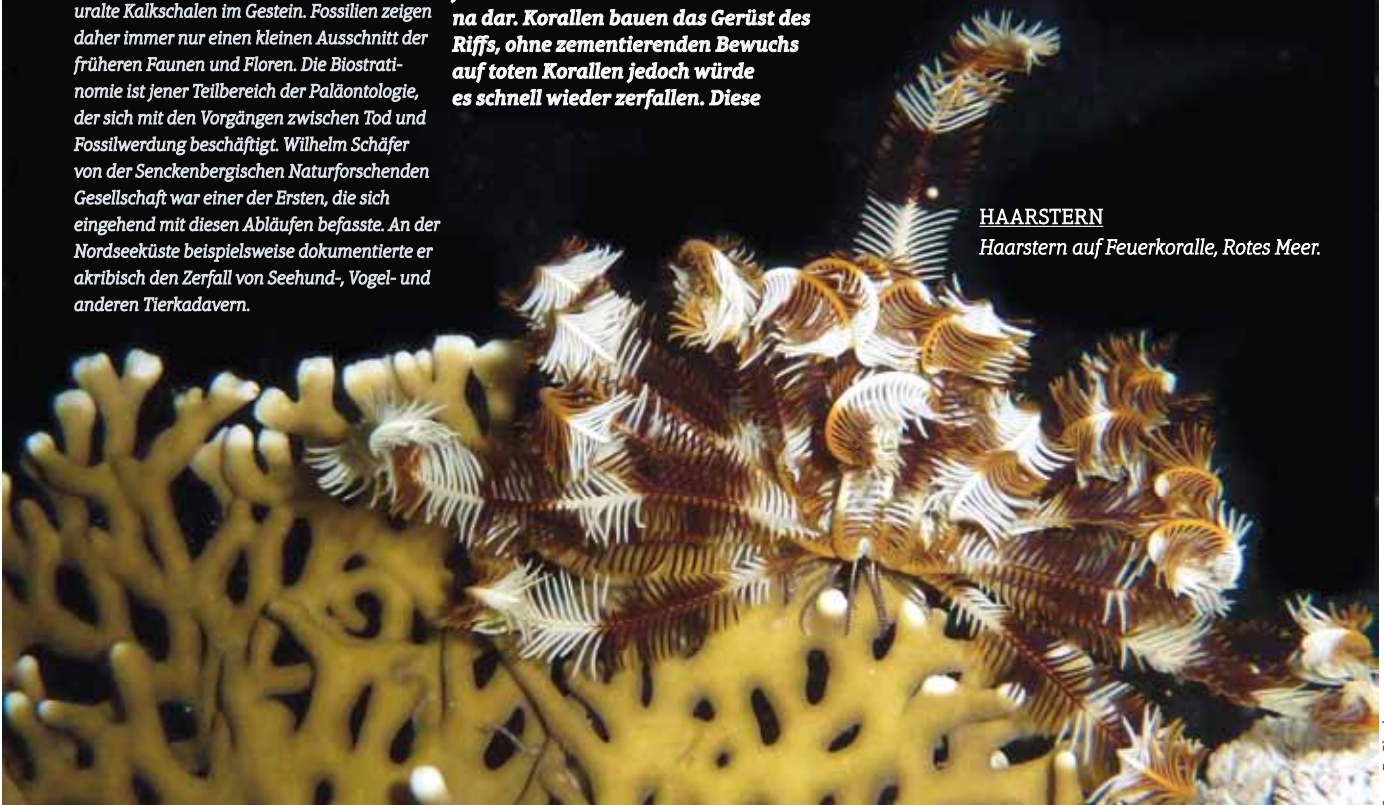 uralte Kalkschalen im Gestein. Fossilien zeigen
daher immer nur einen kleinen Ausschnitt der
früheren Faunen und Floren. Die Biostrati-
nomie ist jener Teilbereich der Paläontologie,
der sich mit den Vorgängen zwischen Tod und
Fossilwerdung beschäftigt. Wilhelm Schäfer
von der Senckenbergischen Naturforschenden
Gesellschaft war einer der Ersten, die sich
eingehend mit diesen Abläufen befasste. An der
Nordseeküste beispielsweise dokumentierte er
akribisch den Zerfall von Seehund-, Vogel- und
anderen Tierkadavern.
na dar. Korallen bauen das Gerüst des
Riffs, ohne zementierenden Bewuchs
auf toten Korallen jedoch würde
es schnell wieder zerfallen. Diese
HAARSTERN
Haarstern auf Feuerkoralle, Rotes Meer.